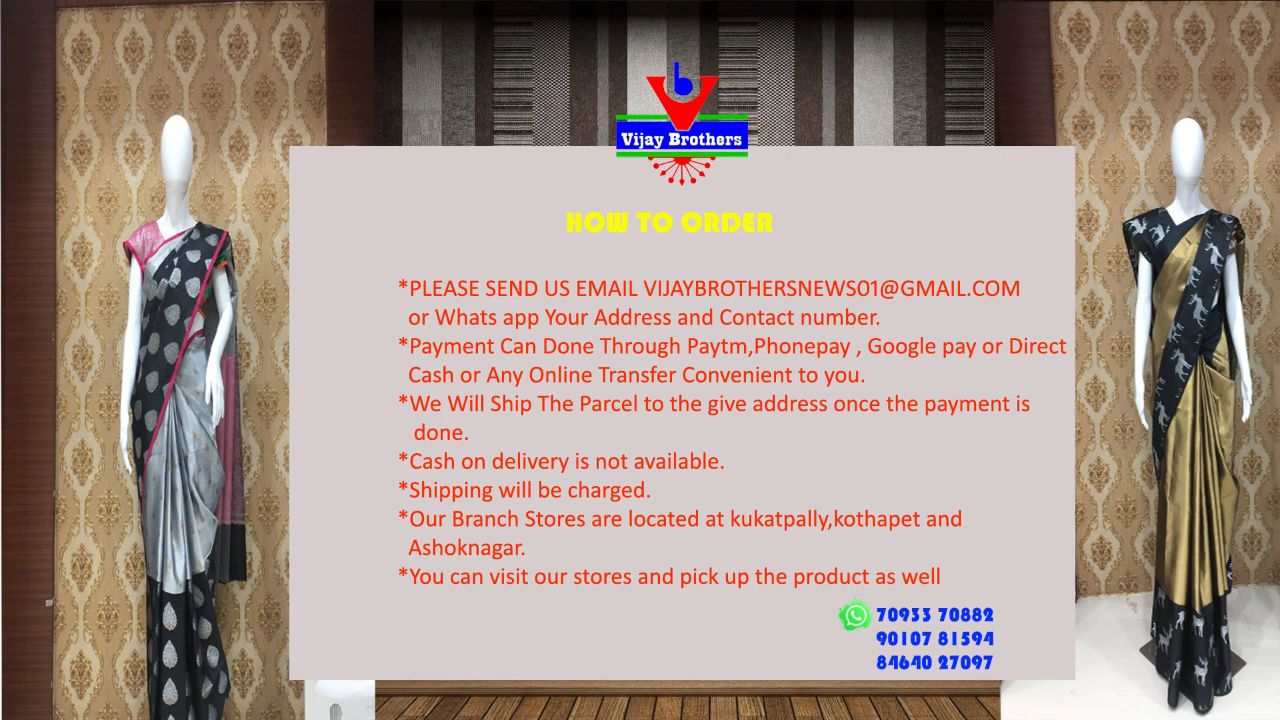 b
Vijay Brothers
HOW TO ORDER
*PLEASE SEND US EMAIL VIJAYBROTHERSNEWS01@GMAIL.COM
or Whats app Your Address and Contact number.
*Payment Can Done Through Paytm,Phonepay , Google pay or Direct
Cash or Any Online Transfer Convenient to you.
*We Will Ship The Parcel to the give address once the payment is
done.
*Cash on delivery is not available.
*Shipping will be charged.
*Our Branch Stores are located at kukatpally,kothapet and
Ashoknagar.
*You can visit our stores and pick up the product as well
70933 70882
90107 81594
84640 27097